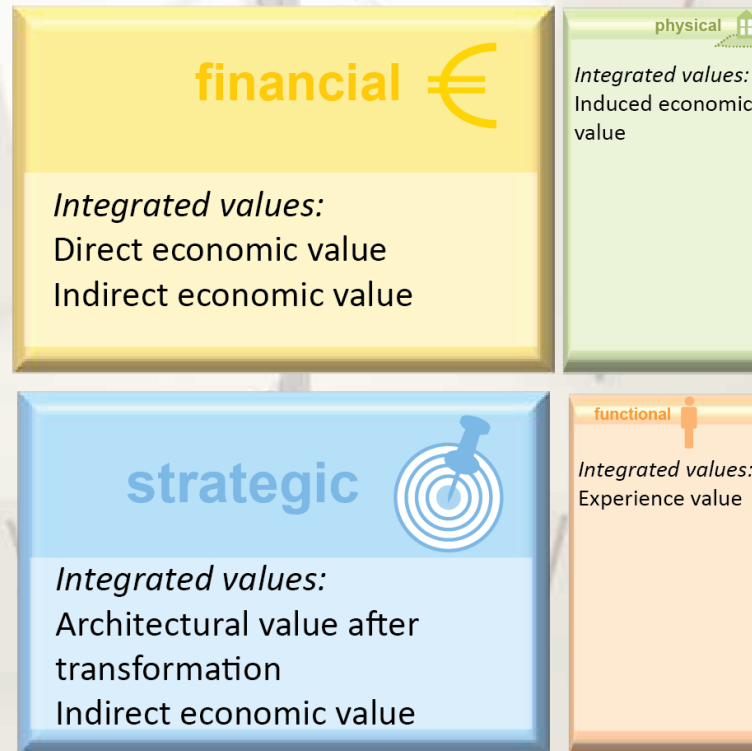 financial €
Integrated values:
Direct economic value
Indirect economic value
physical
Integrated values:
Induced economic
value
strategic
Integrated values:
Architectural value after
transformation
Indirect economic value
functional
Integrated values:
Experience value